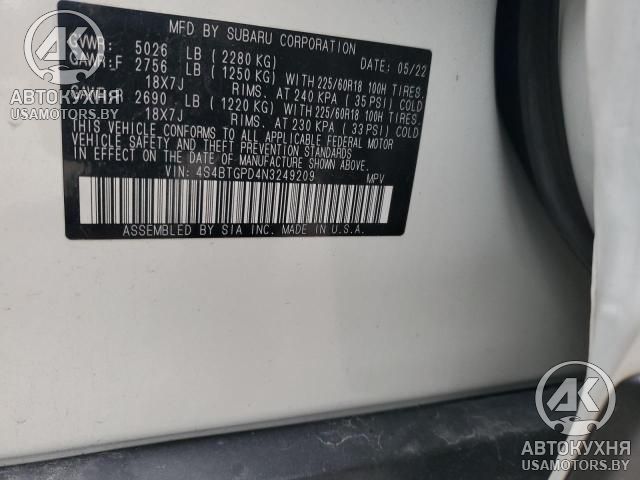 MFD BY SUBARU CORPORATION DATE: 05/22
GVWR: 5026 LB (2280 KG)
GAWR:F 2756 LB (1250 KG) WITH 225/60R18 100H TIRES.
18X7J RIMS. AT 240 KPA (35 PSI) COLD
2690 LB (1220 KG) WITH 225/60R18 100H TIRES.
18X7J RIMS. AT 230 KPA (33 PSI) COLD
THIS VEHICLE CONFORMS TO ALL APPLICABLE FEDERAL MOTOR
VEHICLE SAFETY AND THEFT PREVENTION STANDARDS
IN EFFECT ON THE DATE OF MANUFACTURE SHOWN ABOVE.
VIN: 4S4BTGPD4N3249209 MPV
ASSEMBLED BY SIA INC. MADE IN U.S.A.
АК
АВТОКУХНЯ
USAMOTORS.BY
АК
АВТОКУХНЯ
USAMOTORS.BY